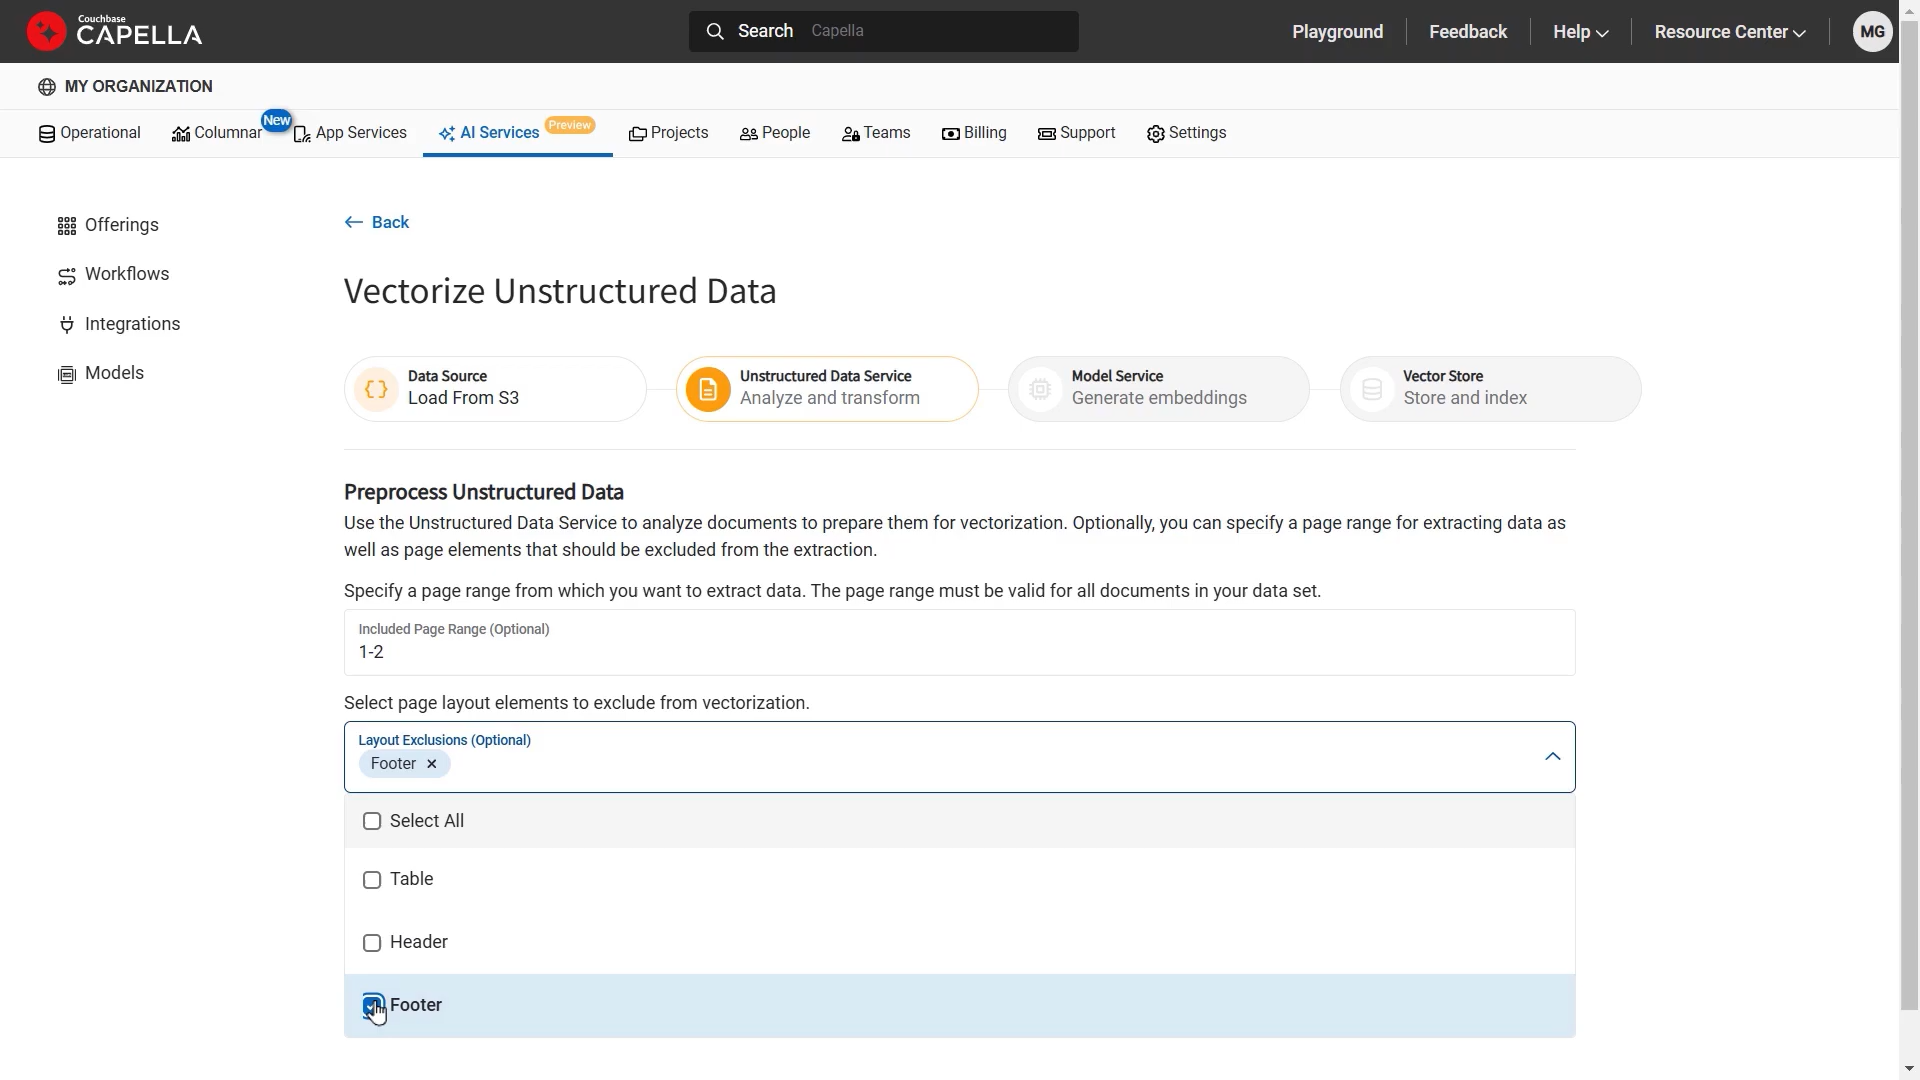 Couchbase
CAPELLA
Search Capella
Playground
Feedback
Help
Resource Center
MG
MY ORGANIZATION
Operational
Columnar
New
App Services
AI Services
Preview
Projects
People
Teams
Billing
Support
Settings
Offerings
Workflows
Integrations
Models
Back
Vectorize Unstructured Data
Data Source
Load From S3
Unstructured Data Service
Analyze and transform
Model Service
Generate embeddings
Vector Store
Store and index
Preprocess Unstructured Data
Use the Unstructured Data Service to analyze documents to prepare them for vectorization. Optionally, you can specify a page range for extracting data as
well as page elements that should be excluded from the extraction.
Specify a page range from which you want to extract data. The page range must be valid for all documents in your data set.
Included Page Range (Optional)
1-2
Select page layout elements to exclude from vectorization.
Layout Exclusions (Optional)
Footer
Select All
Table
Header
Footer